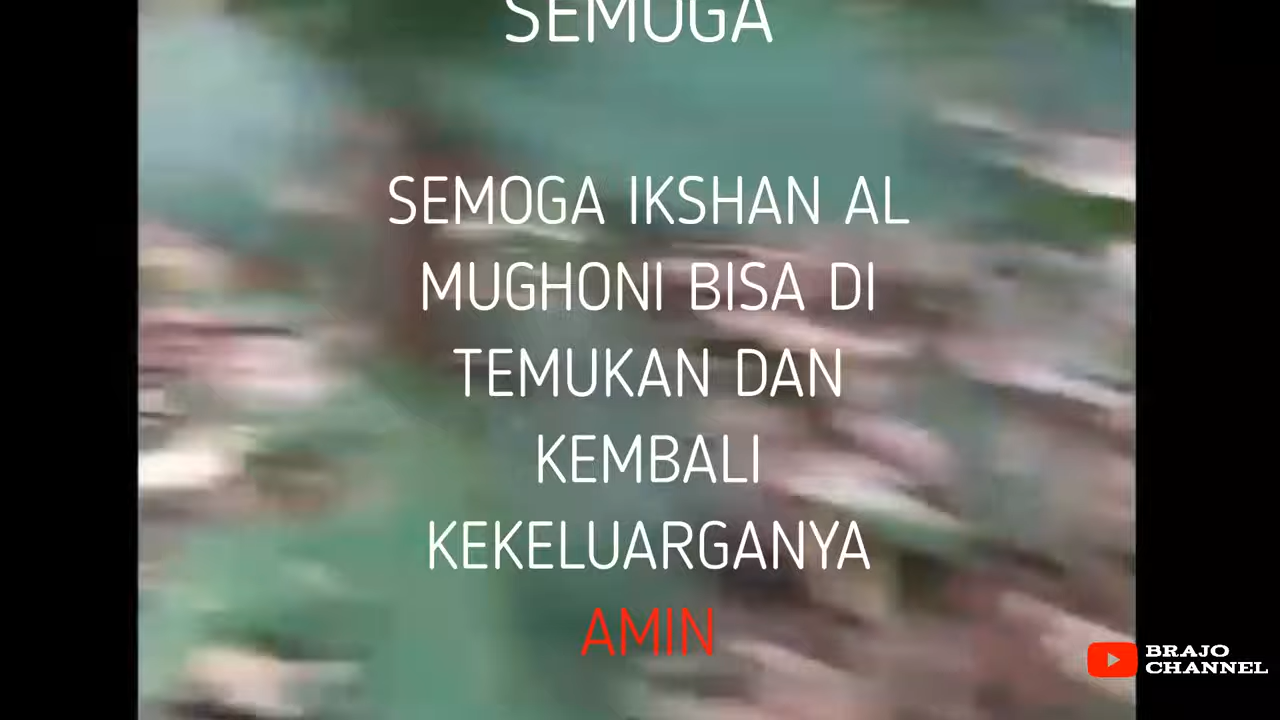 SEMOGA
SEMOGA IKSHAN AL
MUGHONI BISA DI
TEMUKAN DAN
KEMBALI
KEKELUARGANYA
AMIN
BRAJO
CHANNEL